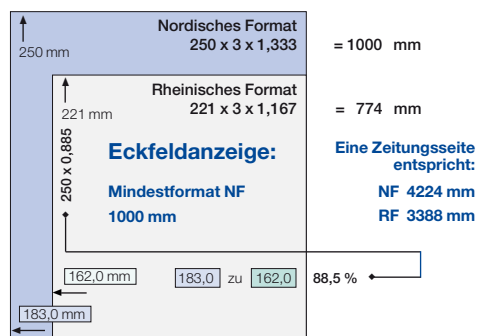 Nordisches Format
250 x 3 x 1,333 = 1000 mm
250 mm
Rheinisches Format
221 x 3 x 1,167 = 774 mm
221 mm
250 x 0,885
Eckfeldanzeige:
Mindestformat NF
1000 mm
Eine Zeitungsseite
entspricht:
NF 4224 mm
RF 3388 mm
162,0 mm
183,0 zu 162,0 88,5 %
183,0 mm